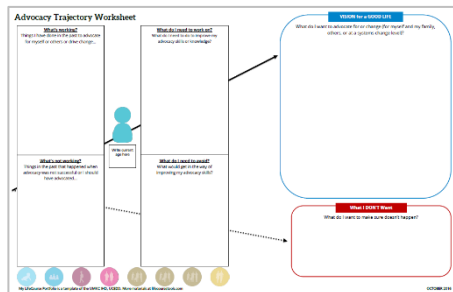 Advocacy Trajectory Worksheet
What's working?
Things I have done in the past to advocate
for myself or others or drive change...
What do I need to work on?
What do I need to do to improve my
advocacy skills or knowledge?
VISION for a GOOD LIFE
What do I want to advocate for or change (for myself and my family,
others, or at a systems change level)?
Write current
age here
What's not working?
Things in the past that happened when
advocacy was not successful or I should
have advocated...
What do I need to avoid?
What would get in the way of
improving my advocacy skills?
What I DON'T Want
What do I want to make sure doesn't happen?
OCTOBER 2016